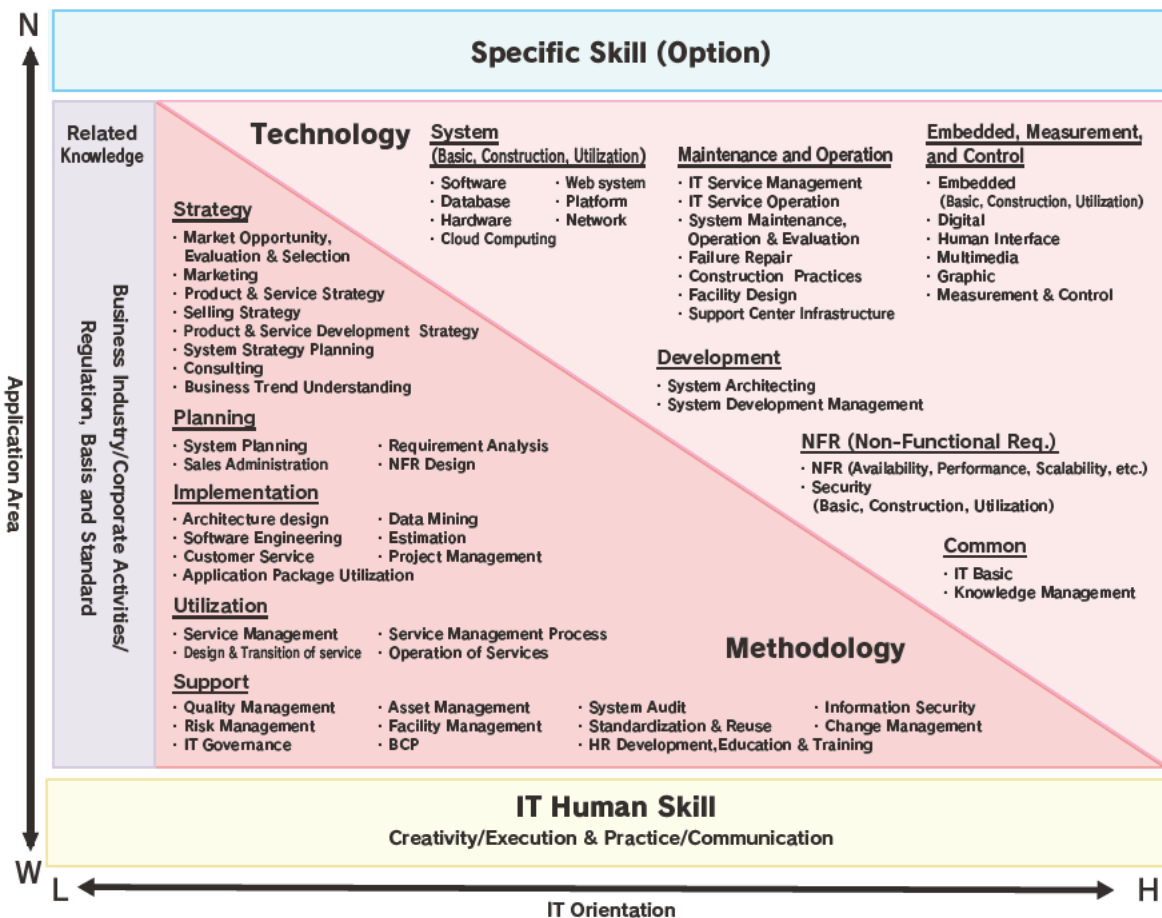 N
Specific Skill (Option)
Related
Knowledge
Business Industry/Corporate Activities/
Regulation, Basis and Standard
Technology
System
(Basic, Construction, Utilization)
· Software
· Web system
· Database
· Platform
· Hardware
· Network
· Cloud Computing
Maintenance and Operation
· IT Service Management
· IT Service Operation
· System Maintenance,
Operation & Evaluation
· Failure Repair
· Construction Practices
· Facility Design
· Support Center Infrastructure
Embedded, Measurement,
and Control
· Embedded
(Basic, Construction, Utilization)
· Digital
· Human Interface
· Multimedia
· Graphic
· Measurement & Control
Development
· System Architecting
· System Development Management
NFR (Non-Functional Req.)
· NFR (Availability, Performance, Scalability, etc.)
· Security
(Basic, Construction, Utilization)
Common
· IT Basic
· Knowledge Management
Strategy
· Market Opportunity,
Evaluation & Selection
· Marketing
· Product & Service Strategy
· Selling Strategy
· Product & Service Development Strategy
· System Strategy Planning
· Consulting
· Business Trend Understanding
Planning
· System Planning
· Requirement Analysis
· Sales Administration
· NFR Design
Implementation
· Architecture design
· Data Mining
· Software Engineering
· Estimation
· Customer Service
· Project Management
· Application Package Utilization
Utilization
· Service Management
· Service Management Process
· Design & Transition of service
· Operation of Services
Methodology
Support
· Quality Management
· Asset Management
· System Audit
· Information Security
· Risk Management
· Facility Management
· Standardization & Reuse
· Change Management
· IT Governance
· BCP
· HR Development,Education & Training
IT Human Skill
Creativity/Execution & Practice/Communication
Application Area
W
L
H
IT Orientation